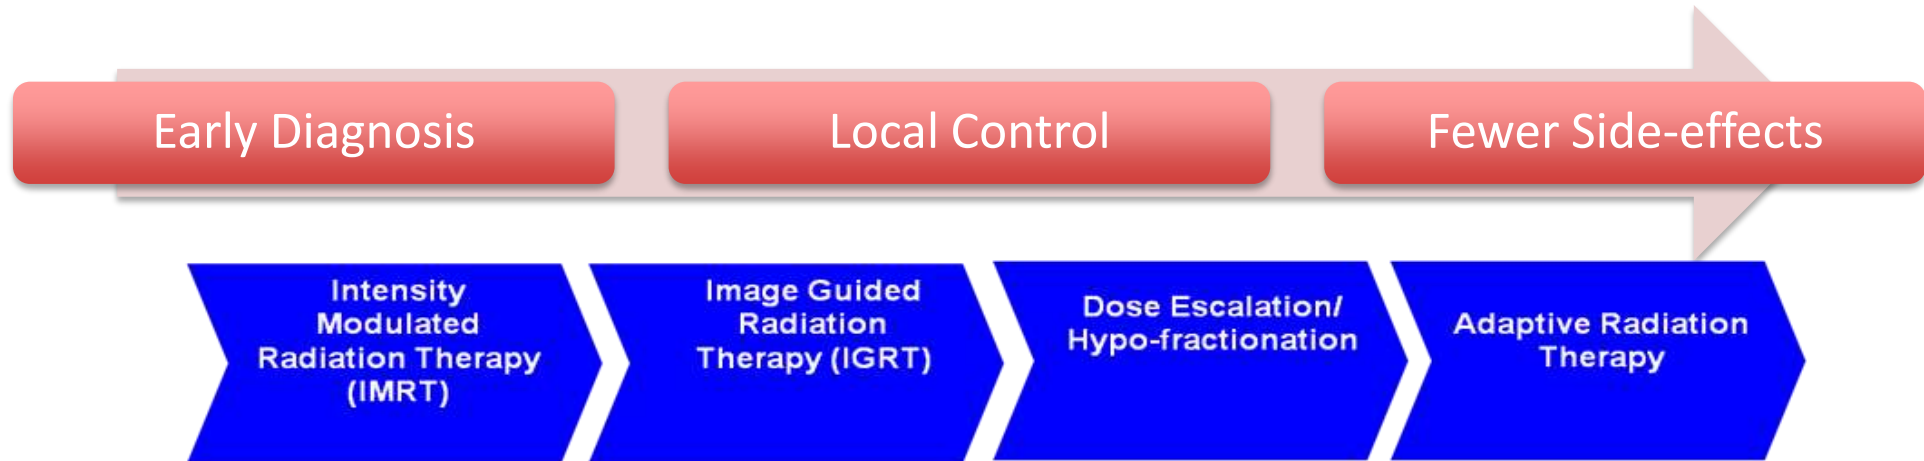 Early Diagnosis
Local Control
Fewer Side-effects
Intensity
Modulated
Radiation Therapy
(IMRT)
Image Guided
Radiation
Therapy (IGRT)
Dose Escalation/
Hypo-fractionation
Adaptive Radiation
Therapy